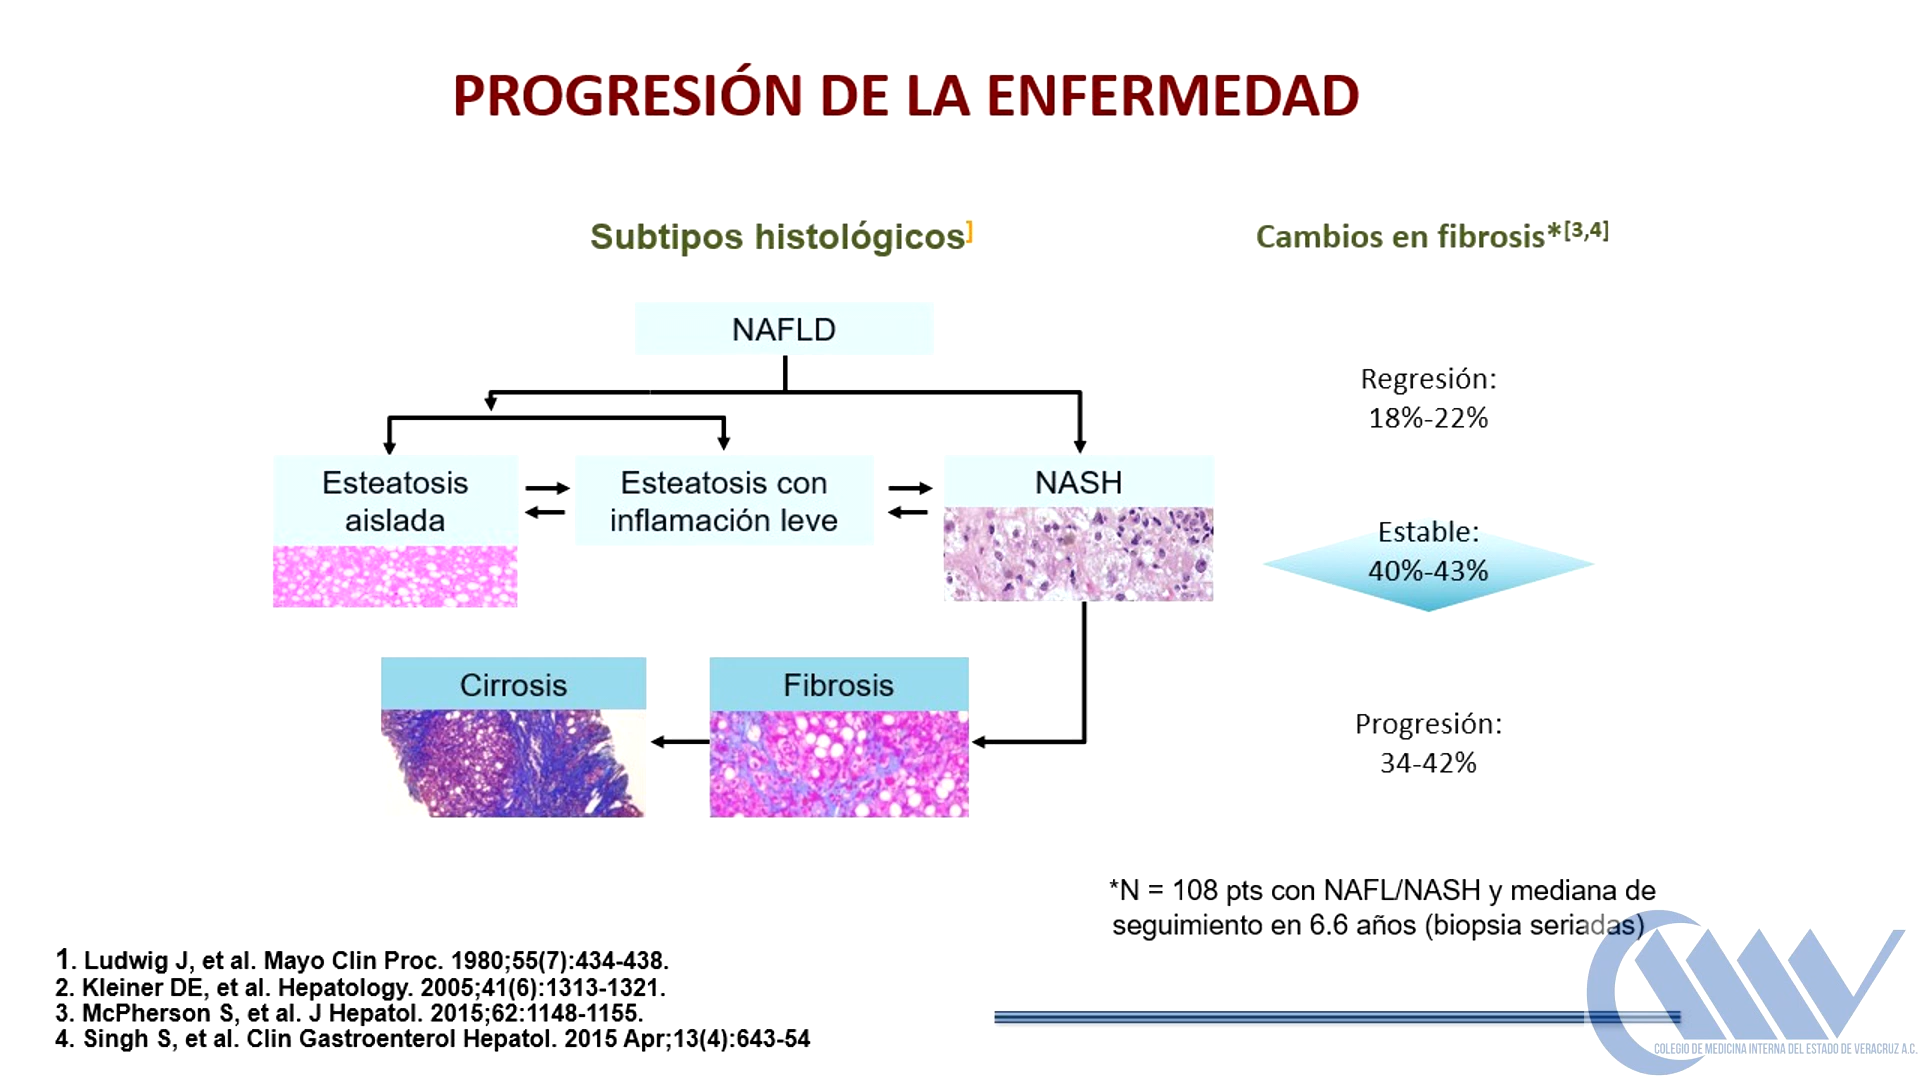 PROGRESIÓN DE LA ENFERMEDAD
Subtipos histológicos]
Cambios en fibrosis*[3,4]
NAFLD
Regresión:
18%-22%
Esteatosis
aislada
Esteatosis con
inflamación leve
NASH
Estable:
40%-43%
Cirrosis
Fibrosis
Progresión:
34-42%
*N = 108 pts con NAFL/NASH y mediana de
seguimiento en 6.6 años (biopsia seriadas)
1. Ludwig J, et al. Mayo Clin Proc. 1980;55(7):434-438.
2. Kleiner DE, et al. Hepatology. 2005;41(6):1313-1321.
3. McPherson S, et al. J Hepatol. 2015;62:1148-1155.
4. Singh S, et al. Clin Gastroenterol Hepatol. 2015 Apr;13(4):643-54
COLEGIO DE MEDICINA INTERNA DEL ESTADO DE VERACRUZ A.C.